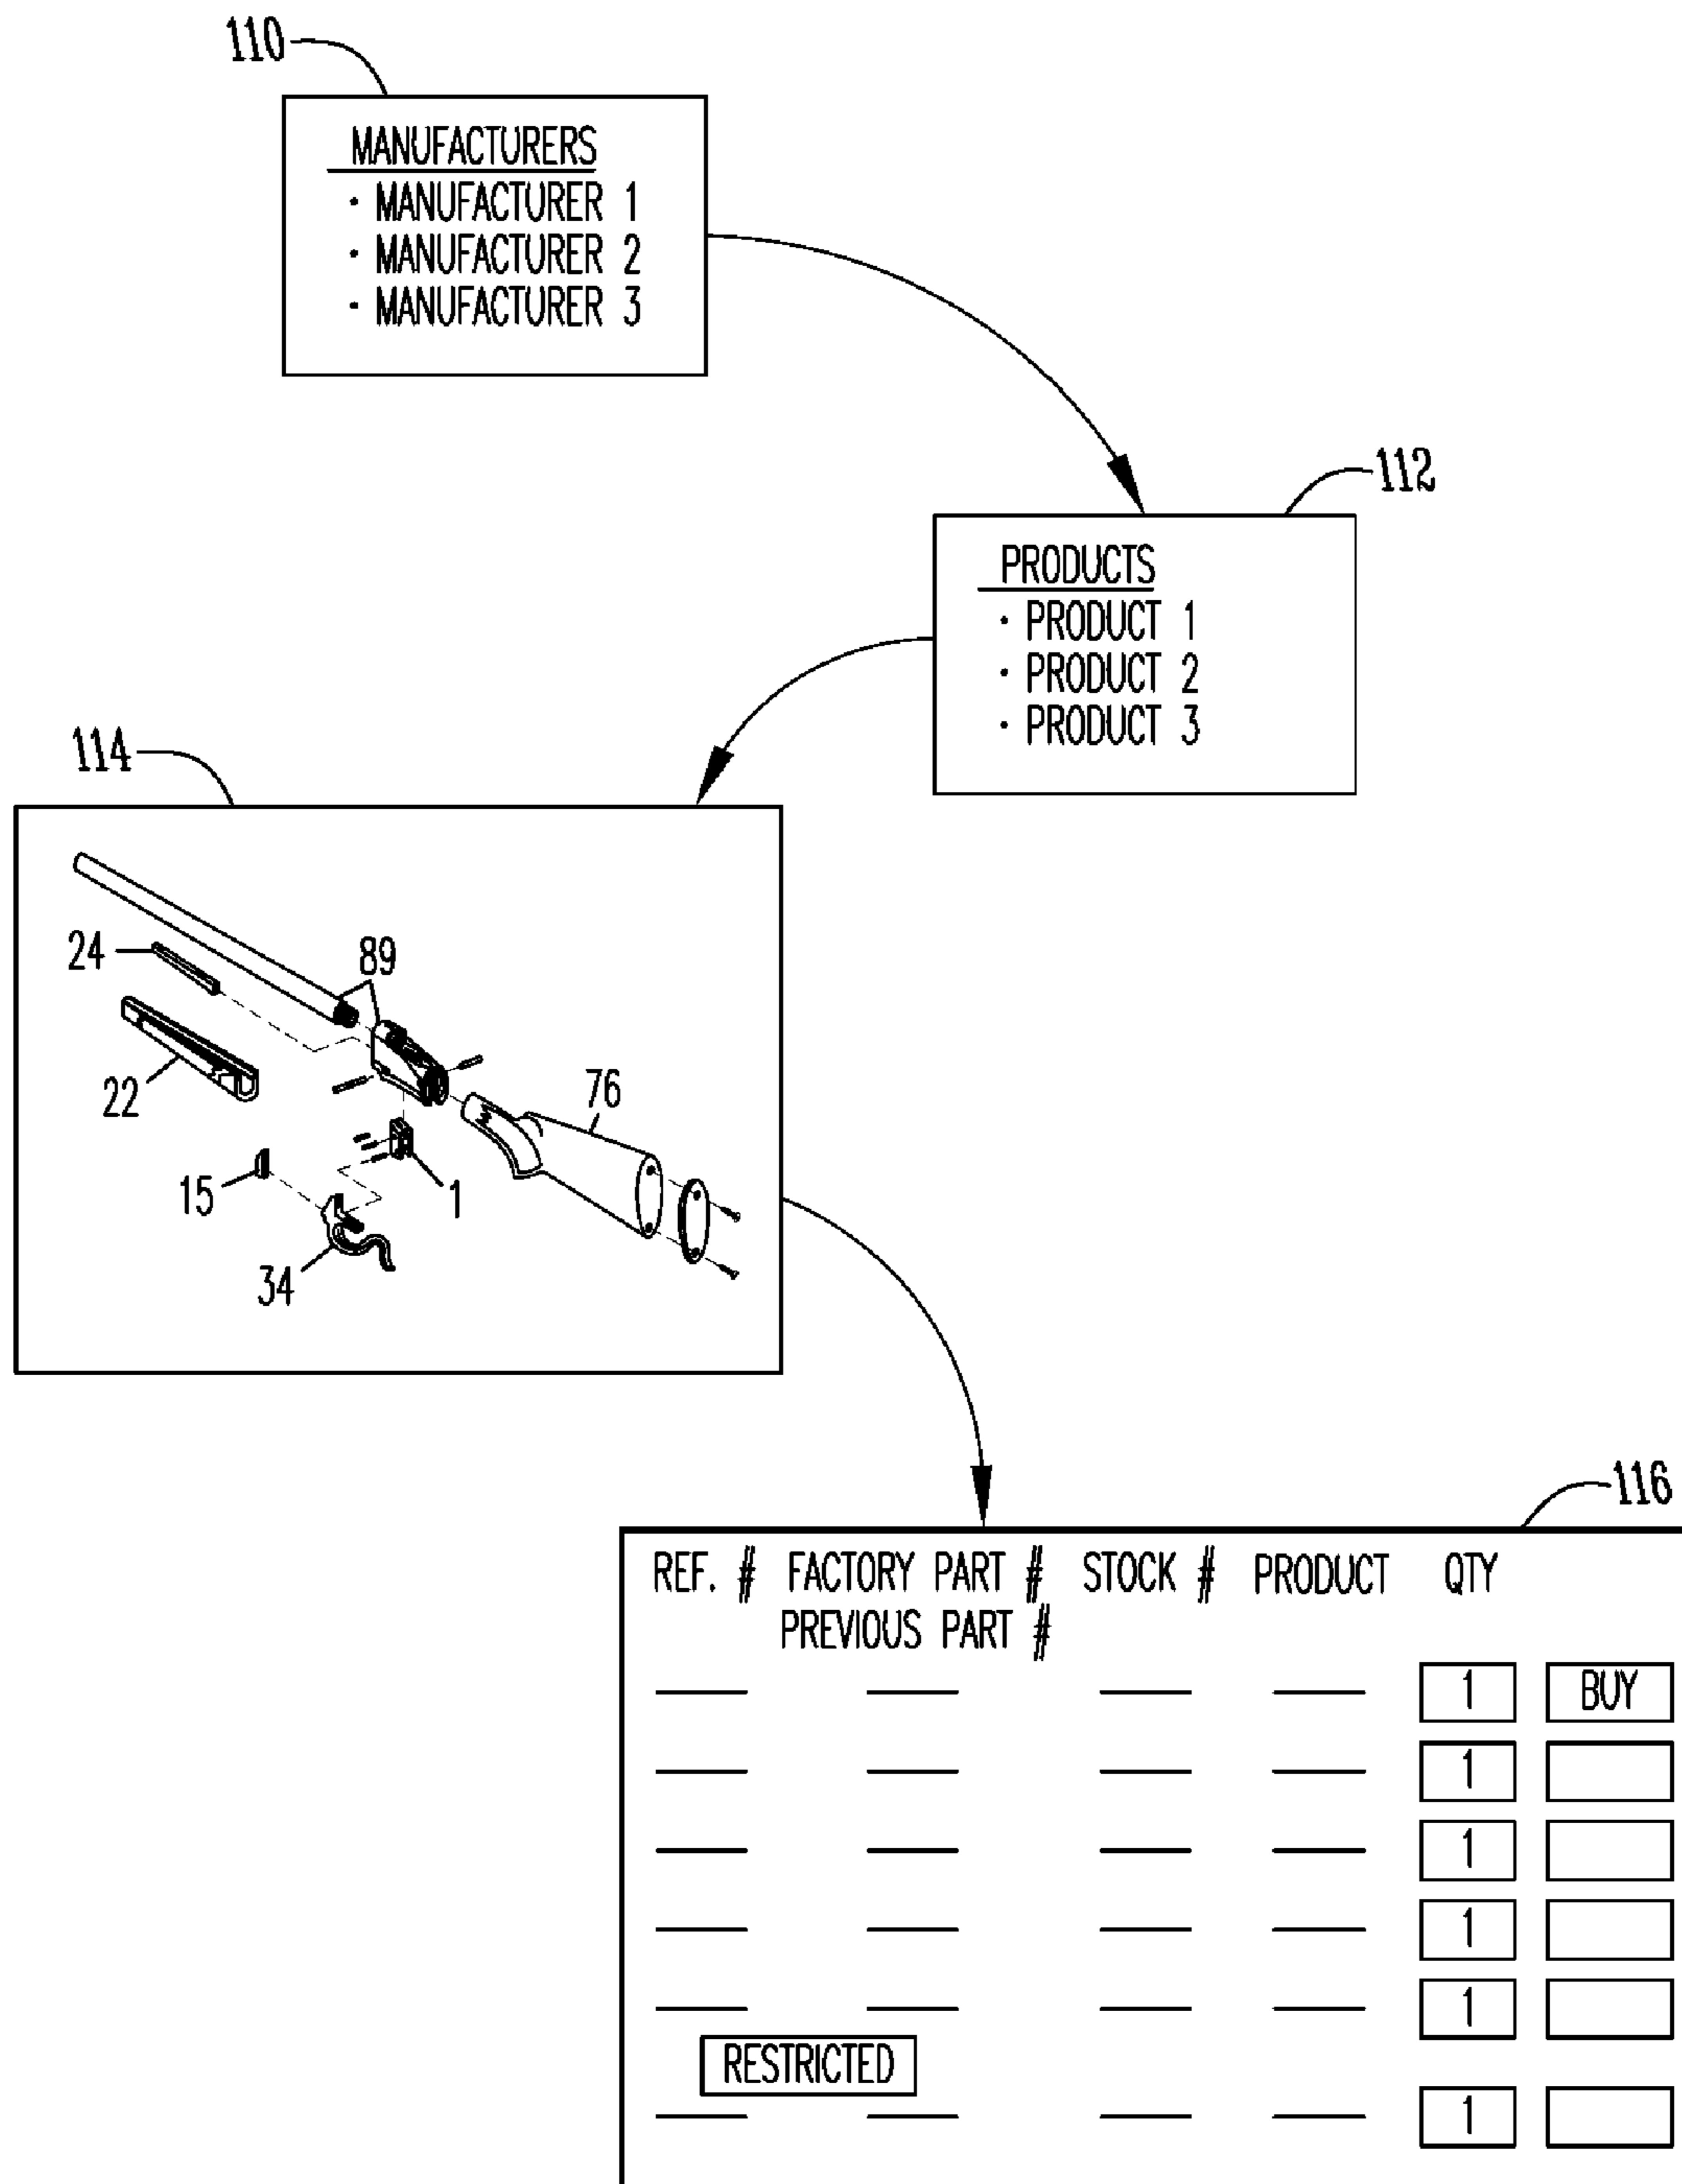 110
MANUFACTURERS
· MANUFACTURER 1
· MANUFACTURER 2
· MANUFACTURER 3
112
PRODUCTS
· PRODUCT 1
· PRODUCT 2
· PRODUCT 3
114
24
89
22
76
15
1
34
116
REF. # FACTORY PART # STOCK # PRODUCT QTY
PREVIOUS PART #
1 BUY
1
1
1
1
RESTRICTED
1